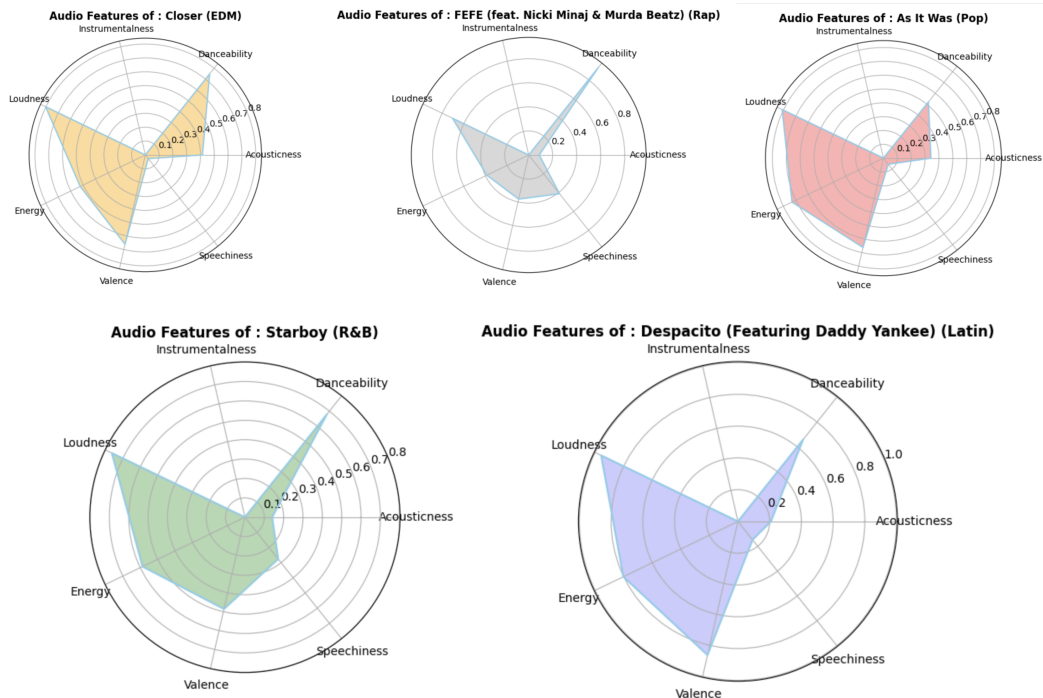 Audio Features of : Closer (EDM)
Instrumentalness
Danceability
Loudness
0.1 0.2 0.3 0.4 0.5 0.6 0.7 0.8
Acousticness
Energy
Speechiness
Valence
Audio Features of : FEFE (feat. Nicki Minaj & Murda Beatz) (Rap)
Instrumentalness
Danceability
Loudness
0.2 0.4 0.6 0.8
Acousticness
Energy
Speechiness
Valence
Audio Features of : As It Was (Pop)
Instrumentalness
Danceability
Loudness
0.1 0.2 0.3 0.4 0.5 0.6 0.7 0.8
Acousticness
Energy
Speechiness
Valence
Audio Features of : Starboy (R&B)
Instrumentalness
Danceability
Loudness
0.1 0.2 0.3 0.4 0.5 0.6 0.7 0.8
Acousticness
Energy
Speechiness
Valence
Audio Features of : Despacito (Featuring Daddy Yankee) (Latin)
Instrumentalness
Danceability
Loudness
0.2 0.4 0.6 0.8 1.0
Acousticness
Energy
Speechiness
Valence